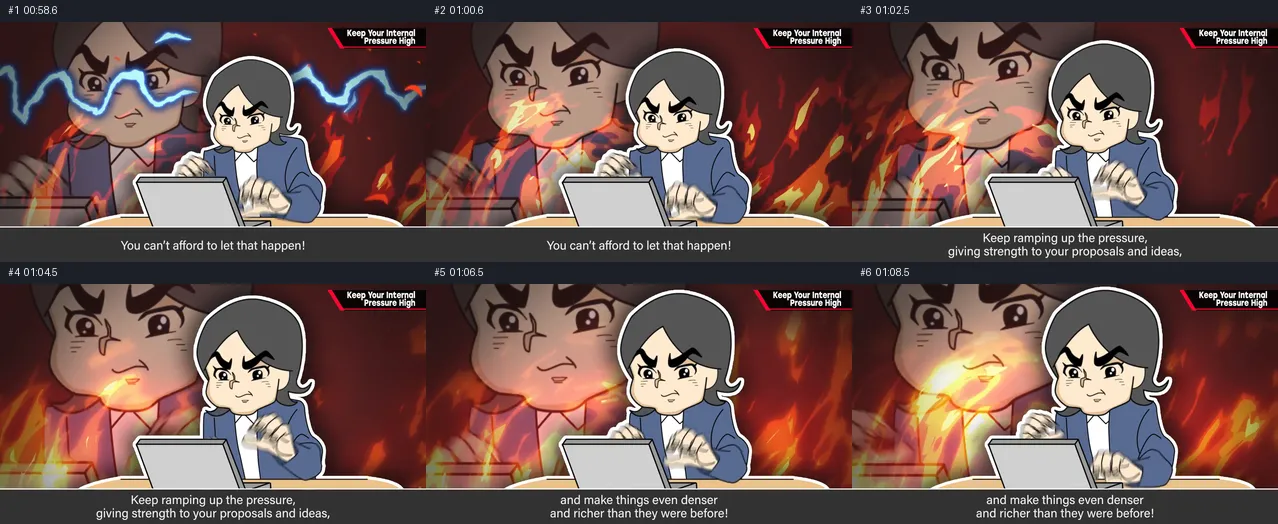 #1 00:58.6
Keep Your Internal
Pressure High
You can't afford to let that happen!
#2 01:00.6
Keep Your Internal
Pressure High
You can't afford to let that happen!
#3 01:02.5
Keep Your Internal
Pressure High
Keep ramping up the pressure,
giving strength to your proposals and ideas,
#4 01:04.5
Keep Your Internal
Pressure High
Keep ramping up the pressure,
giving strength to your proposals and ideas,
#5 01:06.5
Keep Your Internal
Pressure High
and make things even denser
and richer than they were before!
#6 01:08.5
Keep Your Internal
Pressure High
and make things even denser
and richer than they were before!